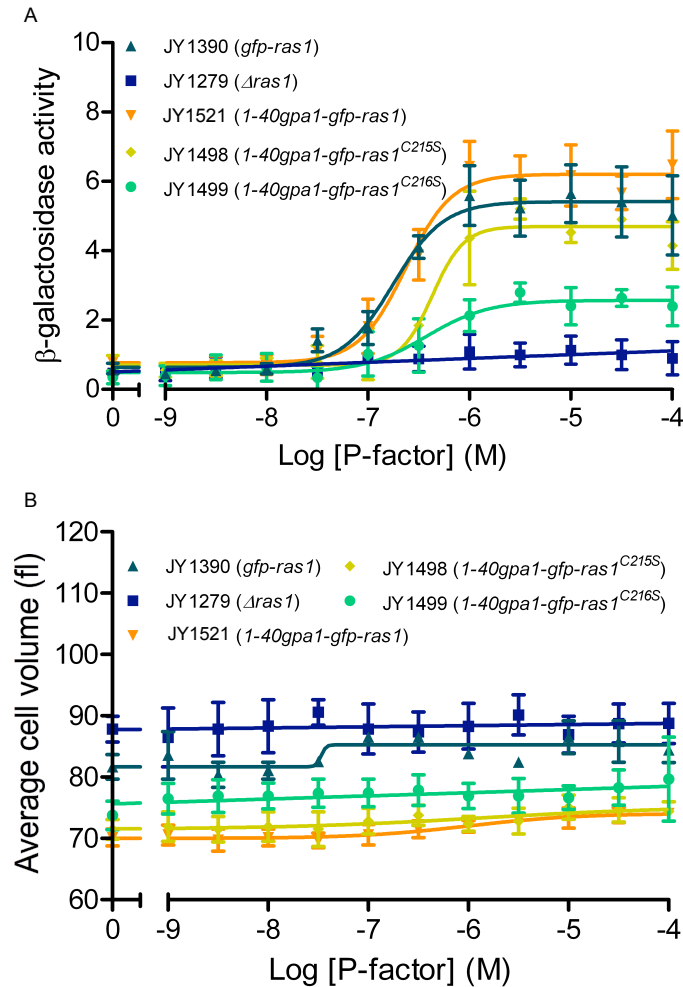 A
10
JY1390 (gfp-ras1)
JY1279 (Δras1)
8
JY1521 (1-40gpa1-gfp-ras1)
JY1498 (1-40gpa1-gfp-ras1C215S)
6
JY1499 (1-40gpa1-gfp-ras1C216S)
4
2
0
β-galactosidase activity
0 -9 -8 -7 -6 -5 -4
Log [P-factor] (M)
B
120
JY1390 (gfp-ras1) JY1498 (1-40gpa1-gfp-ras1C215S)
110
JY1279 (Δras1) JY1499 (1-40gpa1-gfp-ras1C216S)
JY1521 (1-40gpa1-gfp-ras1)
100
90
80
70
60
Average cell volume (fl)
0 -9 -8 -7 -6 -5 -4
Log [P-factor] (M)